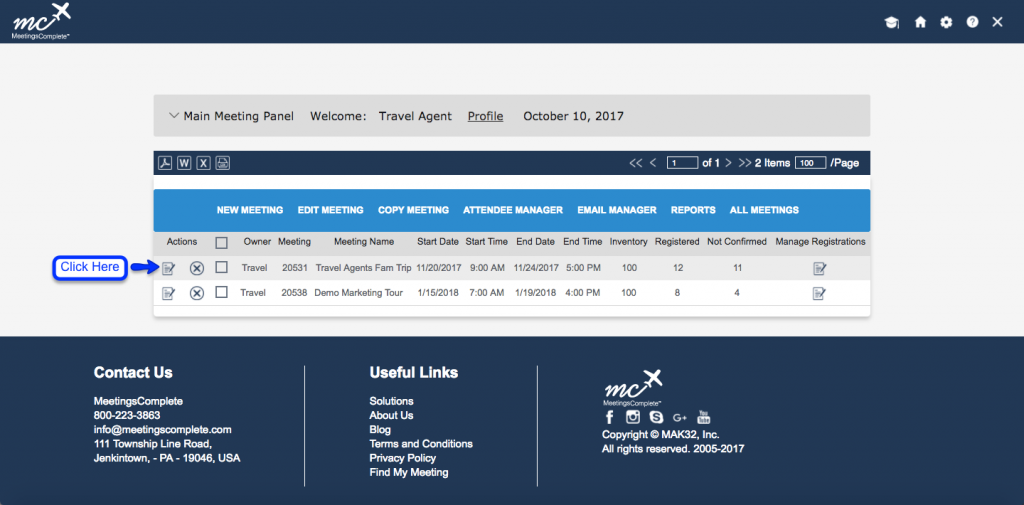 mc
MeetingsComplete™
Main Meeting Panel Welcome: Travel Agent Profile October 10, 2017
W X << < 1 of 1 > >> 2 Items 100 /Page
NEW MEETING EDIT MEETING COPY MEETING ATTENDEE MANAGER EMAIL MANAGER REPORTS ALL MEETINGS
Actions Owner Meeting Meeting Name Start Date Start Time End Date End Time Inventory Registered Not Confirmed Manage Registrations
Click Here Travel 20531 Travel Agents Fam Trip 11/20/2017 9:00 AM 11/24/2017 5:00 PM 100 12 11
Travel 20538 Demo Marketing Tour 1/15/2018 7:00 AM 1/19/2018 4:00 PM 100 8 4
Contact Us
MeetingsComplete
800-223-3863
info@meetingscomplete.com
111 Township Line Road,
Jenkintown, - PA - 19046, USA
Useful Links
Solutions
About Us
Blog
Terms and Conditions
Privacy Policy
Find My Meeting
mc
MeetingsComplete™
f S G+ You Tube
Copyright © MAK32, Inc.
All rights reserved. 2005-2017